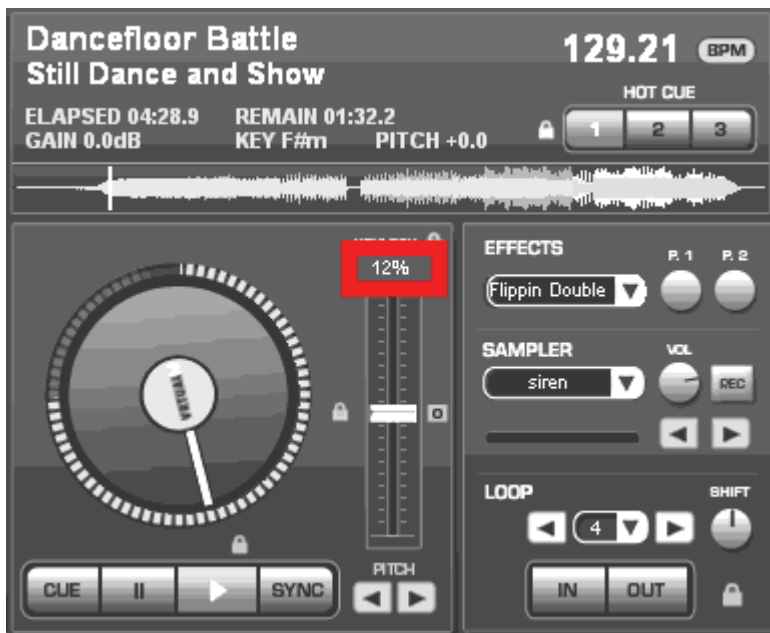 Dancefloor Battle
Still Dance and Show
129.21 BPM
ELAPSED 04:28.9 REMAIN 01:32.2
GAIN 0.0dB KEY F#m PITCH +0.0
HOT CUE
1 2 3
12%
0
CUE
SYNC
PITCH
EFFECTS
P. 1 P. 2
Flippin Double
SAMPLER
VOL
siren
REC
LOOP
SHIFT
4
IN OUT